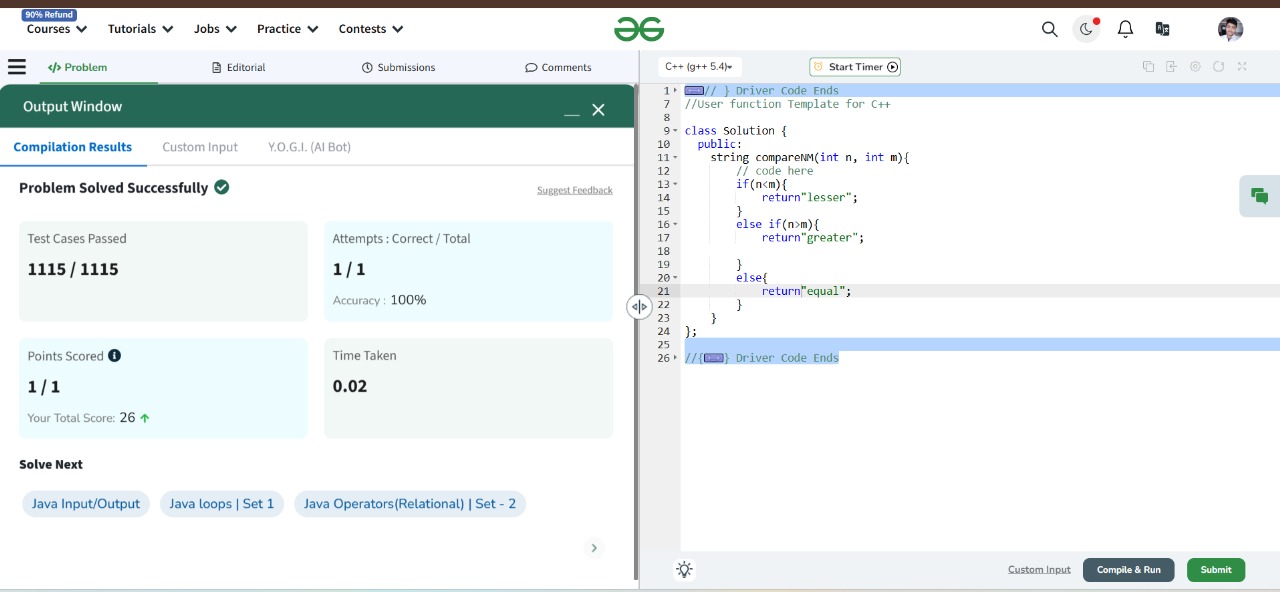 90% Refund
Courses Tutorials Jobs Practice Contests
Problem Editorial Submissions Comments
Output Window
Compilation Results Custom Input Y.O.G.I. (AI Bot)
Problem Solved Successfully Suggest Feedback
Test Cases Passed
1115 / 1115
Attempts : Correct / Total
1 / 1
Accuracy : 100%
Points Scored
1 / 1
Your Total Score: 26
Time Taken
0.02
Solve Next
Java Input/Output Java loops | Set 1 Java Operators(Relational) | Set - 2
C++ (g++ 5.4) Start Timer
1 // } Driver Code Ends
7 //User function Template for C++
8
9 class Solution {
10 public:
11 string compareNM(int n, int m){
12 // code here
13 if(n<m){
14 return"lesser";
15 }
16 else if(n>m){
17 return"greater";
18
19 }
20 else{
21 return"equal";
22 }
23 }
24 };
25
26 //{ } Driver Code Ends
Custom Input Compile & Run Submit